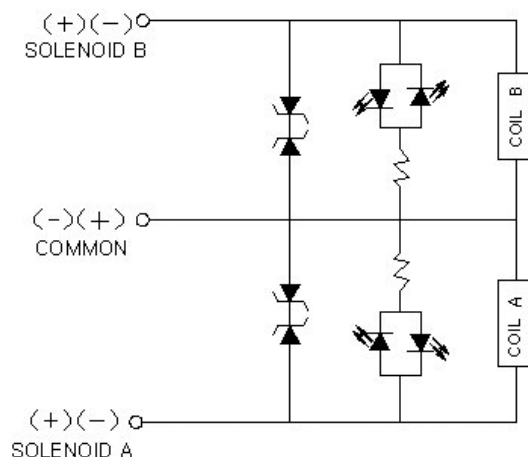 (+)(-)
SOLENOID B
COIL B
(-)(+)
COMMON
COIL A
(+)(-)
SOLENOID A